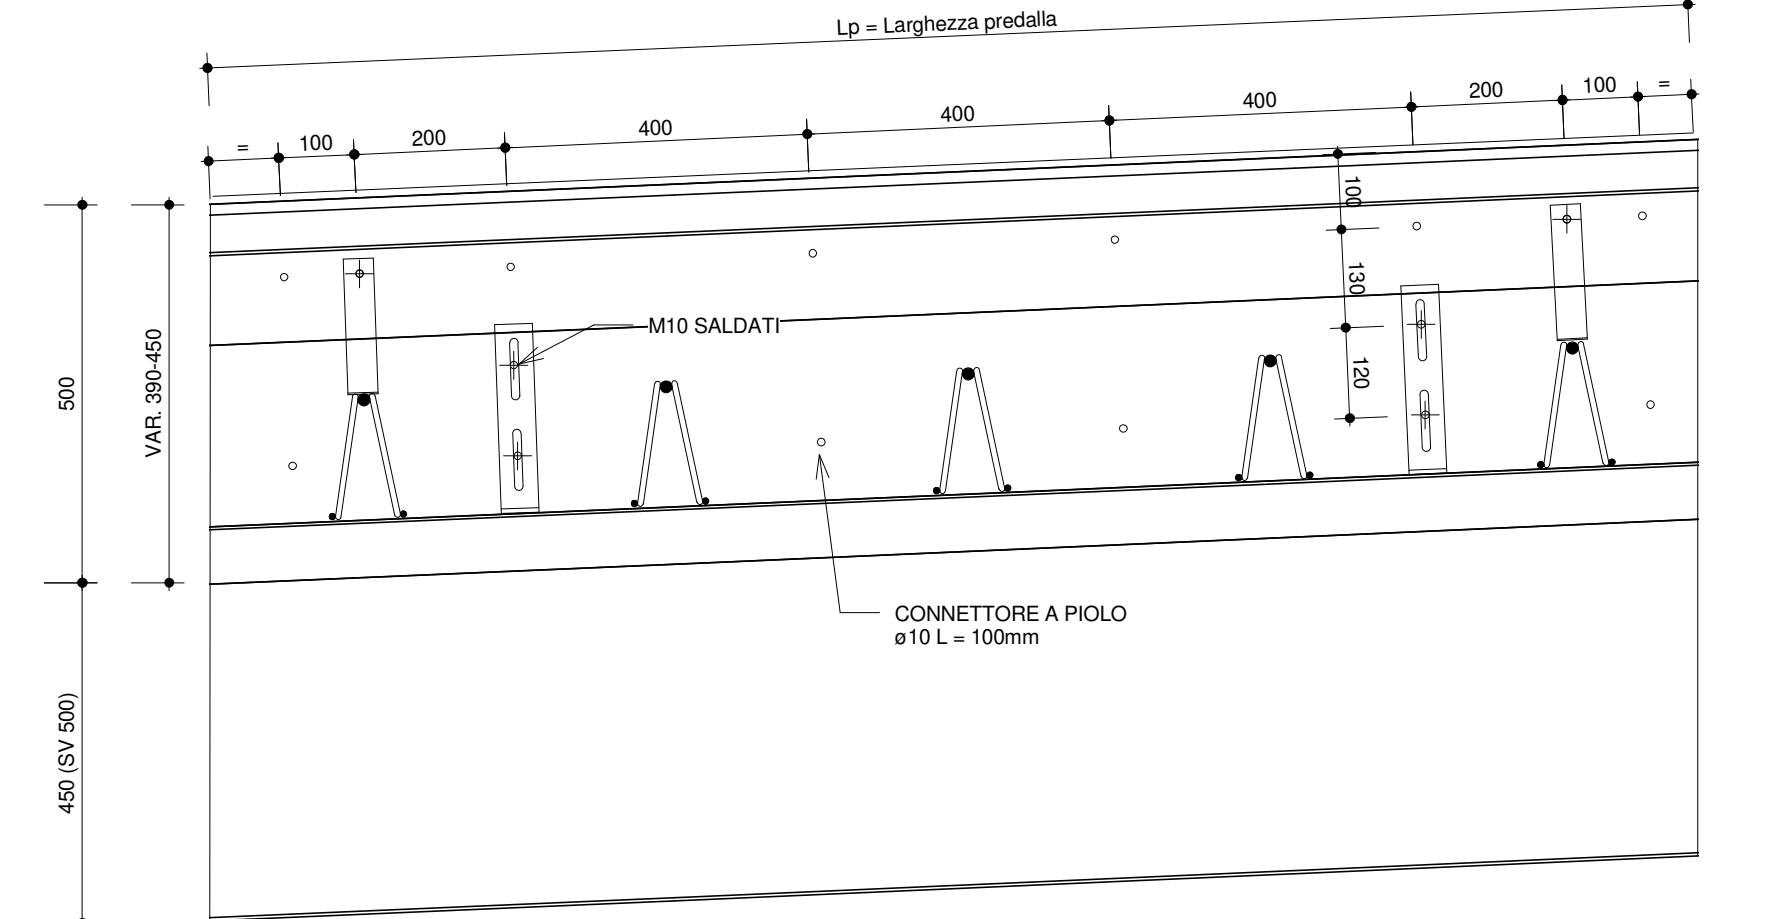 Lp = Larghezza predalla
= 100 200 400 400 400 200 100 =
100
130
120
500
VAR. 390-450
M10 SALDATI
CONNETTORE A PIOLO
ø10 L = 100mm
450 (SV 500)